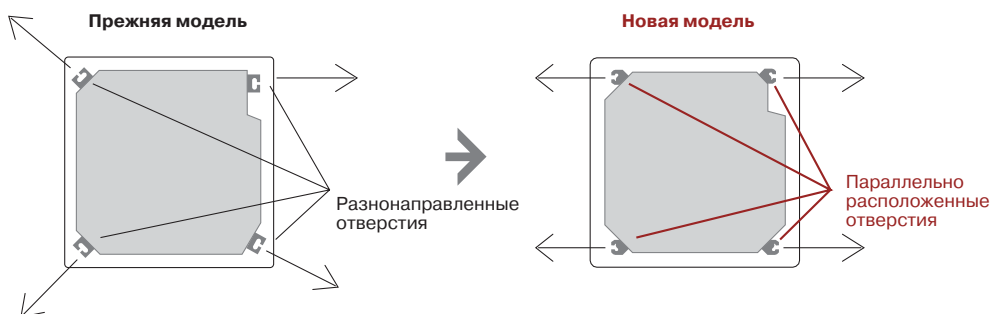 Прежняя модель
Новая модель
Разнонаправленные
отверстия
Параллельно
расположенные
отверстия